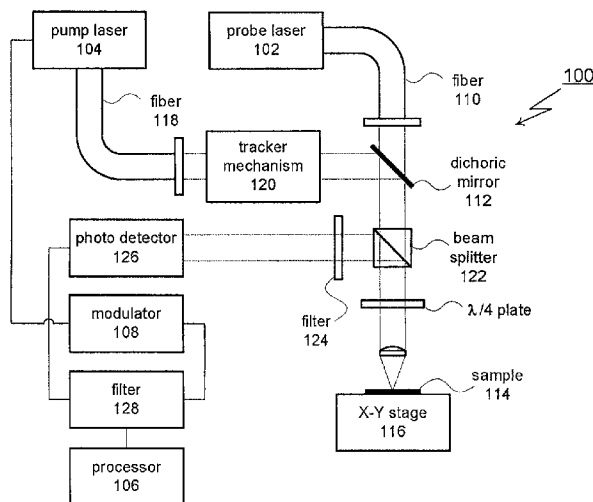 pump laser
104
probe laser
102
100
fiber
118
fiber
110
tracker
mechanism
120
dichoric
mirror
112
photo detector
126
beam
splitter
122
modulator
108
filter
124
λ/4 plate
filter
128
sample
114
X-Y stage
116
processor
106